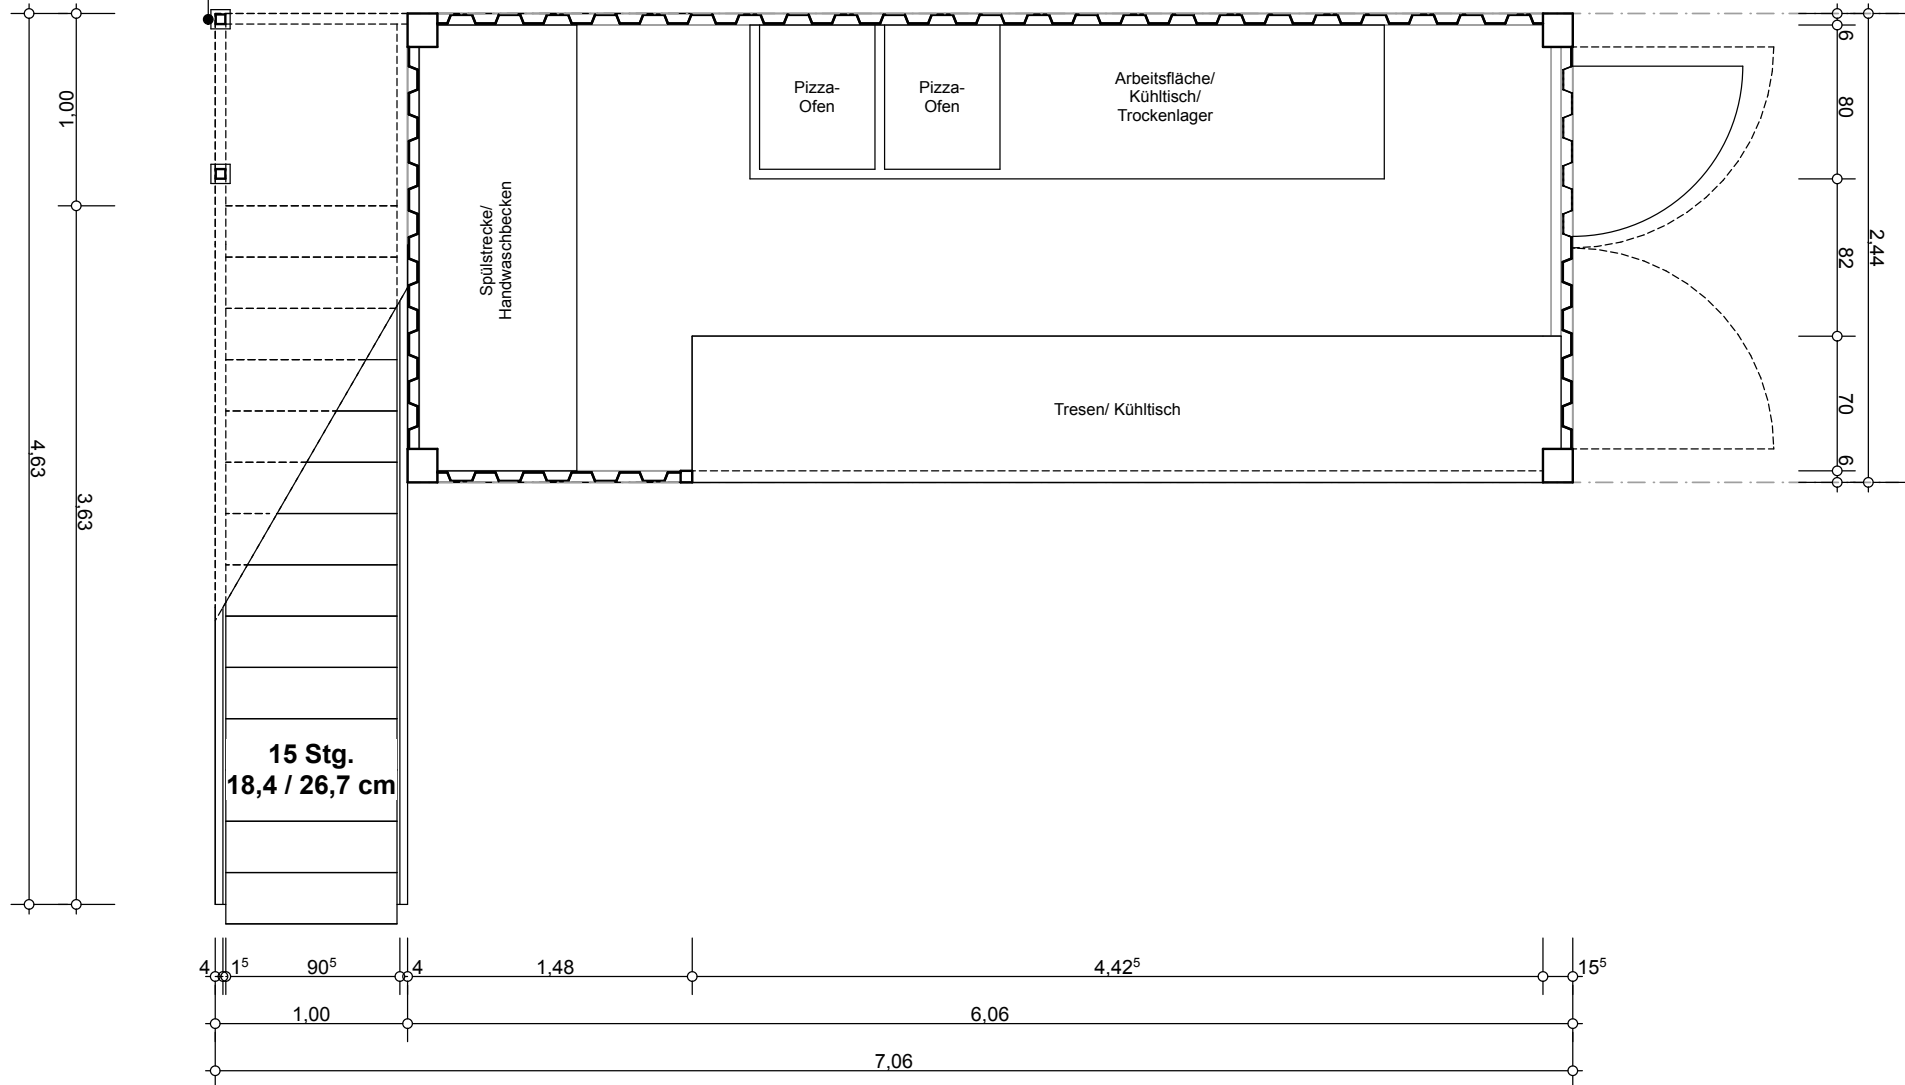 Pizza-
Ofen
Pizza-
Ofen
Arbeitsfläche/
Kühltisch/
Trockenlager
Spülstrecke/
Handwaschbecken
Tresen/ Kühltisch
15 Stg.
18,4 / 26,7 cm
1,00
3,63
4,63
6
80
82
70
6
2,44
4
1⁵
90⁵
4
1,48
4,42⁵
15⁵
1,00
6,06
7,06